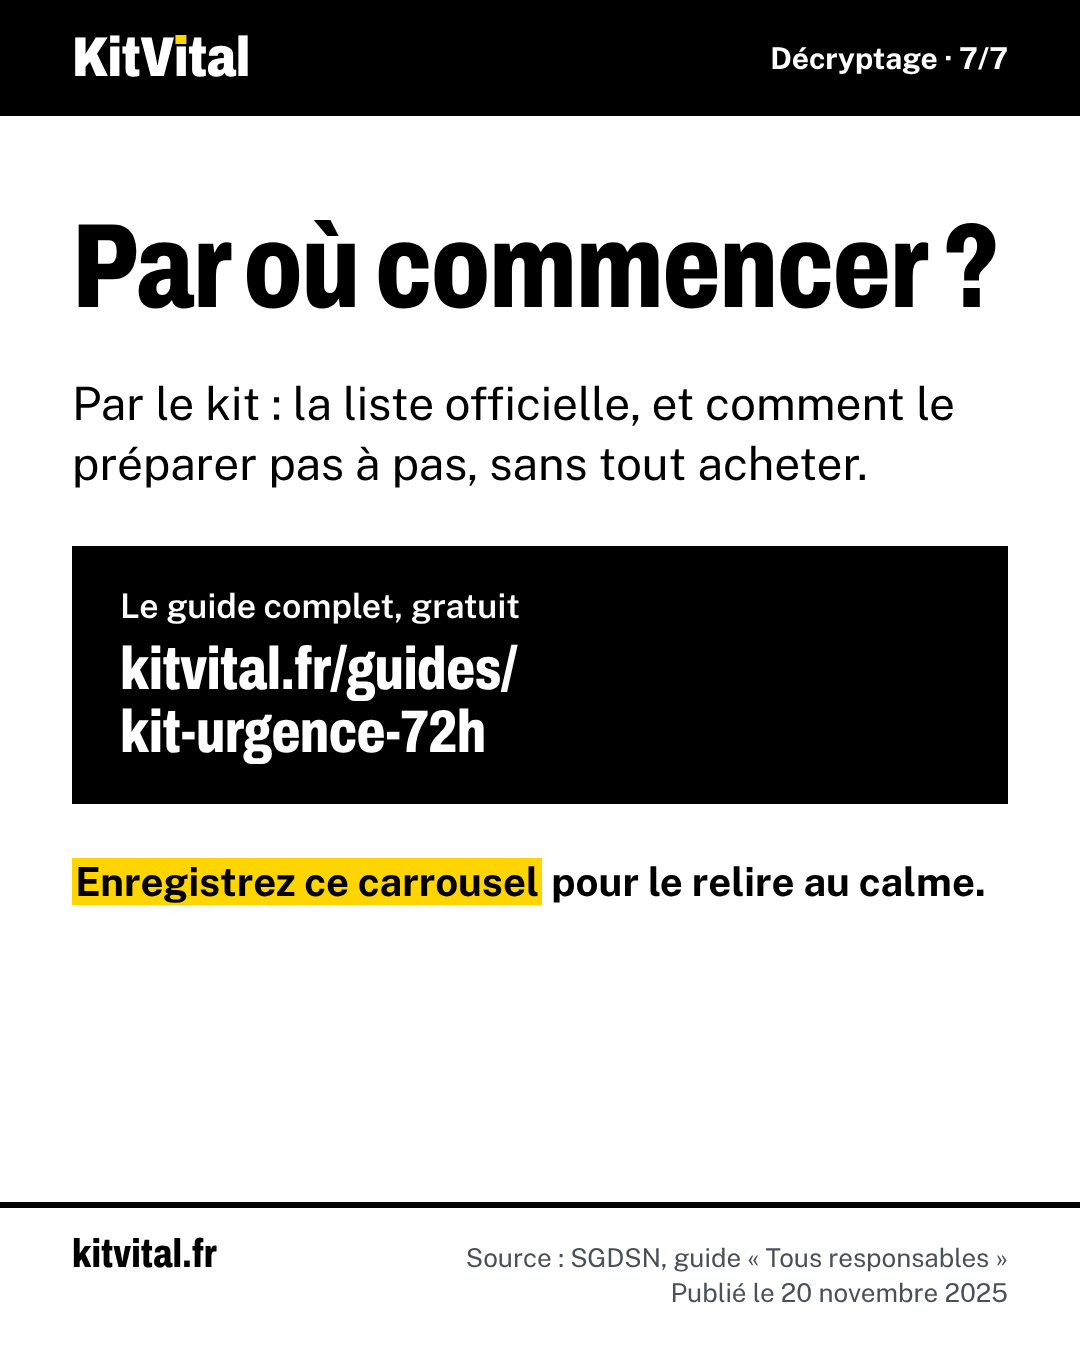 KitVital
Décryptage · 7/7
Par où commencer ?
Par le kit : la liste officielle, et comment le
préparer pas à pas, sans tout acheter.
Le guide complet, gratuit
kitvital.fr/guides/
kit-urgence-72h
Enregistrez ce carrousel pour le relire au calme.
kitvital.fr
Source : SGDSN, guide « Tous responsables »
Publié le 20 novembre 2025